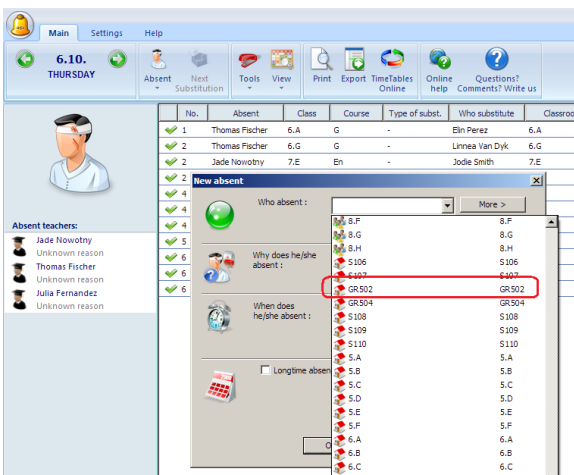 Main Settings Help
6.10.
THURSDAY
Absent
Next
Substitution
Tools
View
Print
Export
TimeTables
Online
Online
help
Questions?
Comments? Write us
No. Absent Class Course Type of subst. Who substitute Classroo
1 Thomas Fischer 6.A G - Elin Perez 6.A
2 Thomas Fischer 6.G G - Linnea Van Dyk 6.G
2 Jade Nowotny 7.E En - Jodie Smith 7.E
2
4
4
4
5
6
6
6
Absent teachers:
Jade Nowotny
Unknown reason
Thomas Fischer
Unknown reason
Julia Fernandez
Unknown reason
New absent
Who absent :
More >
Why does he/she
absent :
When does
he/she absent :
Longtime absen
O
8.F 8.F
8.G 8.G
8.H 8.H
S106 S106
S107 S107
GR502 GR502
GR504 GR504
S108 S108
S109 S109
S110 S110
5.A 5.A
5.B 5.B
5.C 5.C
5.D 5.D
5.E 5.E
5.F 5.F
6.A 6.A
6.B 6.B
6.C 6.C